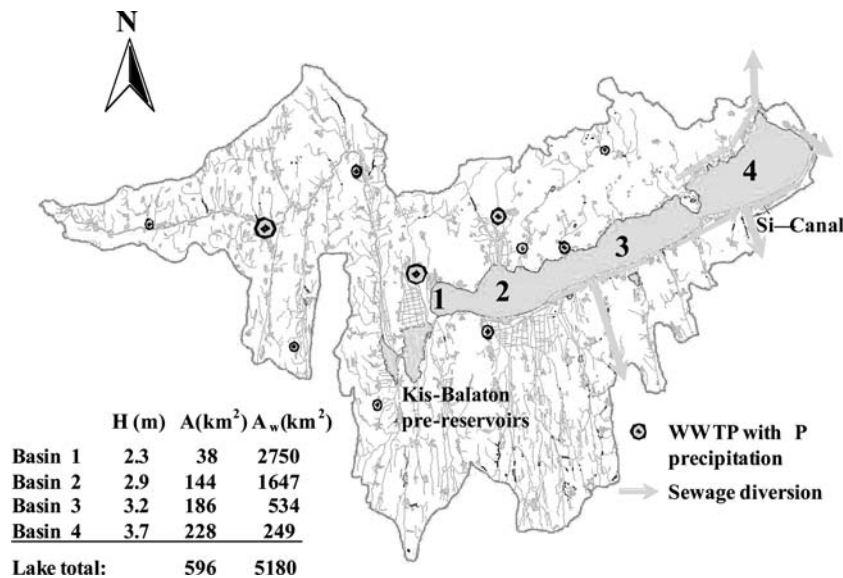 N
4
Si–Canal
3
2
1
Kis-Balaton
pre-reservoirs
H (m) A(km²) A_w(km²)
Basin 1 2.3 38 2750
Basin 2 2.9 144 1647
Basin 3 3.2 186 534
Basin 4 3.7 228 249
Lake total: 596 5180
WWTP with P
precipitation
Sewage diversion